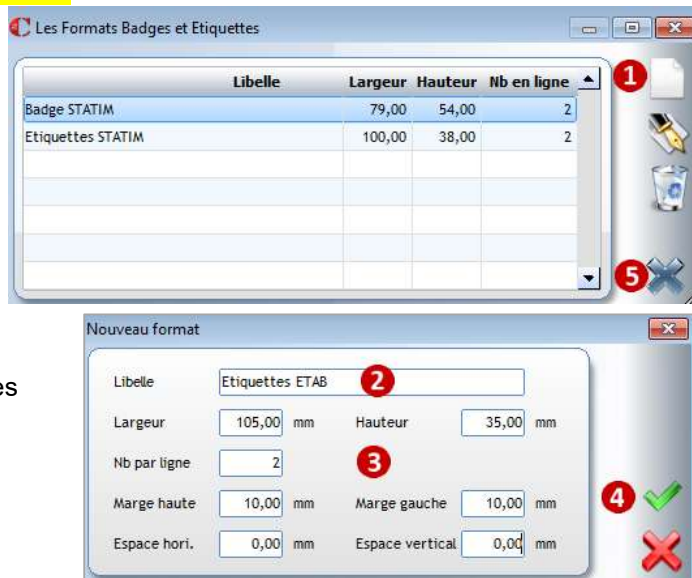 Les Formats Badges et Etiquettes
Libelle Largeur Hauteur Nb en ligne
1
Badge STATIM 79,00 54,00 2
Etiquettes STATIM 100,00 38,00 2
5
Nouveau format
es
Libelle Etiquettes ETAB 2
Largeur 105,00 mm Hauteur 35,00 mm
Nb par ligne 2 3
Marge haute 10,00 mm Marge gauche 10,00 mm 4
Espace hori. 0,00 mm Espace vertical 0,00 mm